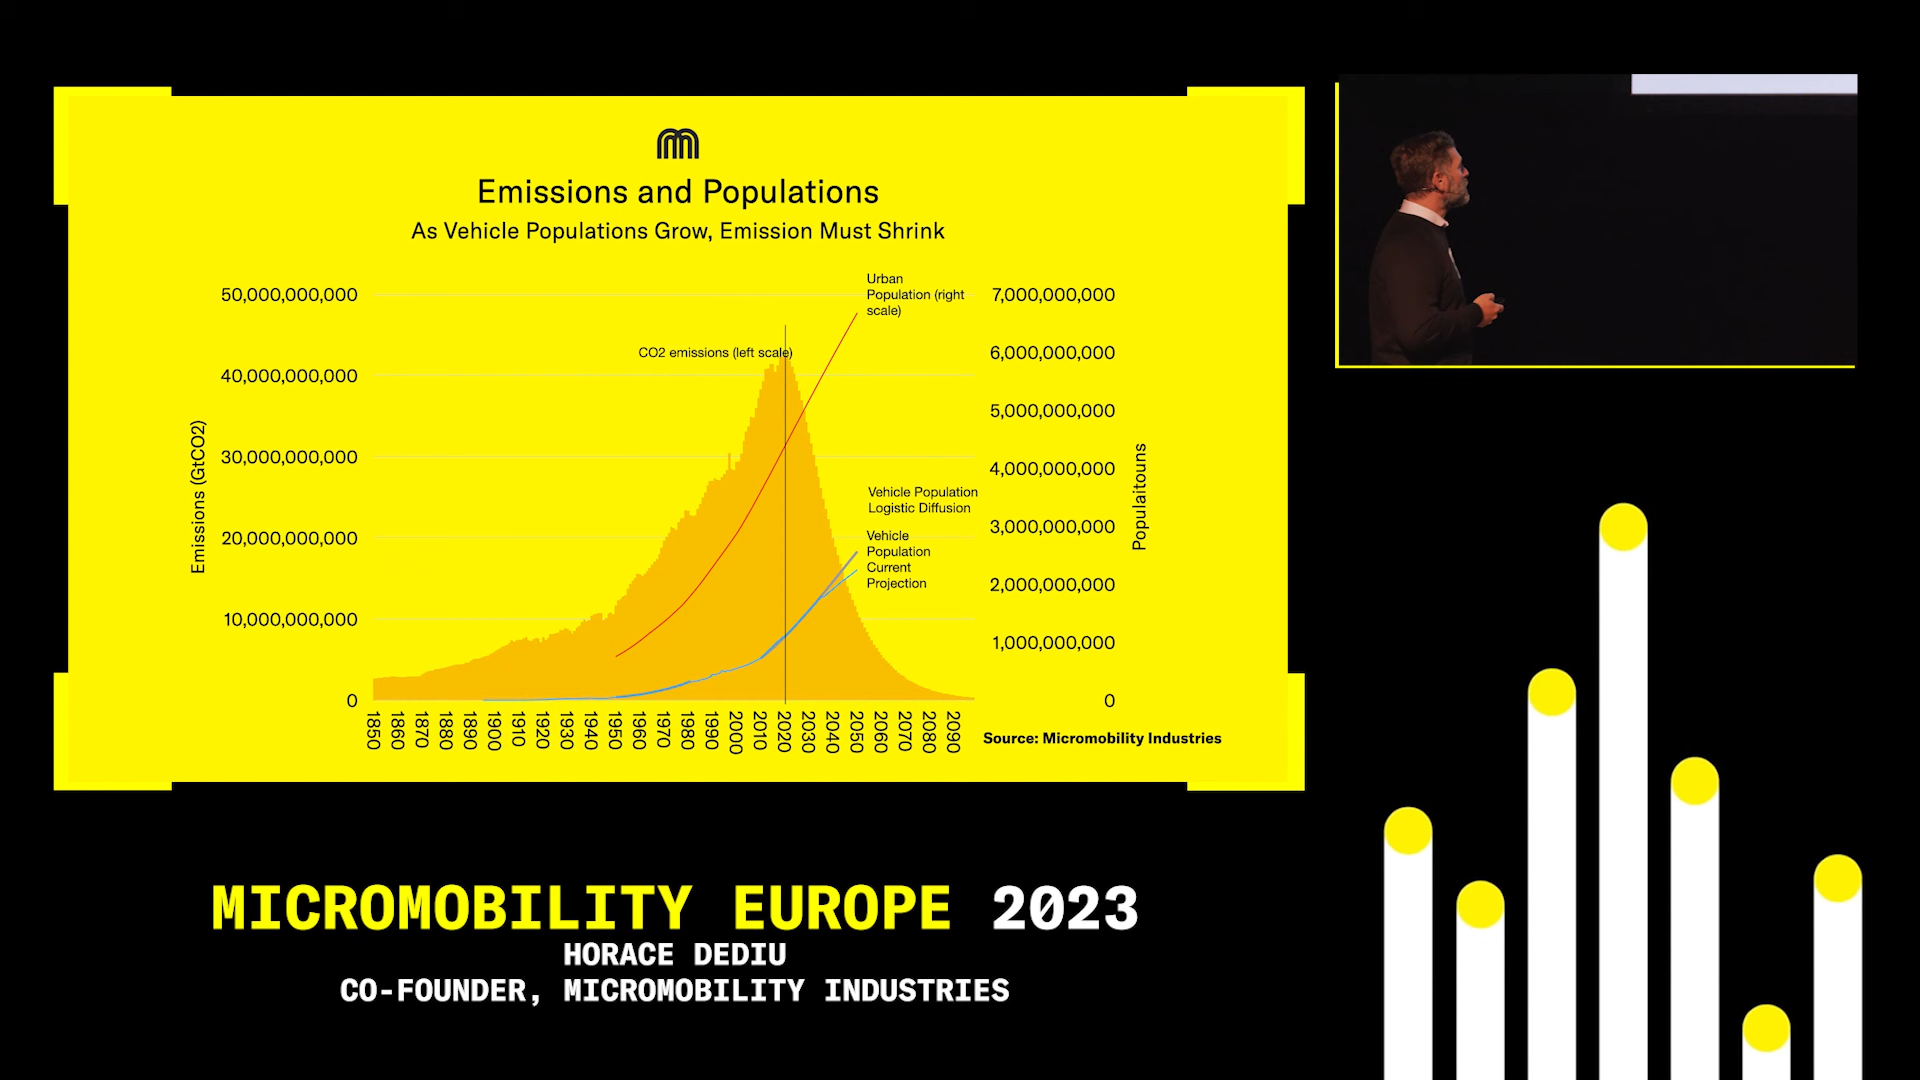 Emissions and Populations
As Vehicle Populations Grow, Emission Must Shrink
Emissions (GtCO2)
50,000,000,000
40,000,000,000
30,000,000,000
20,000,000,000
10,000,000,000
0
CO2 emissions (left scale)
Urban
Population (right
scale)
Vehicle Population
Logistic Diffusion
Vehicle
Population
Current
Projection
7,000,000,000
6,000,000,000
5,000,000,000
4,000,000,000
3,000,000,000
2,000,000,000
1,000,000,000
0
Populaitouns
1850 1860 1870 1880 1890 1900 1910 1920 1930 1940 1950 1960 1970 1980 1990 2000 2010 2020 2030 2040 2050 2060 2070 2080 2090
Source: Micromobility Industries
MICROMOBILITY EUROPE 2023
HORACE DEDIU
CO-FOUNDER, MICROMOBILITY INDUSTRIES